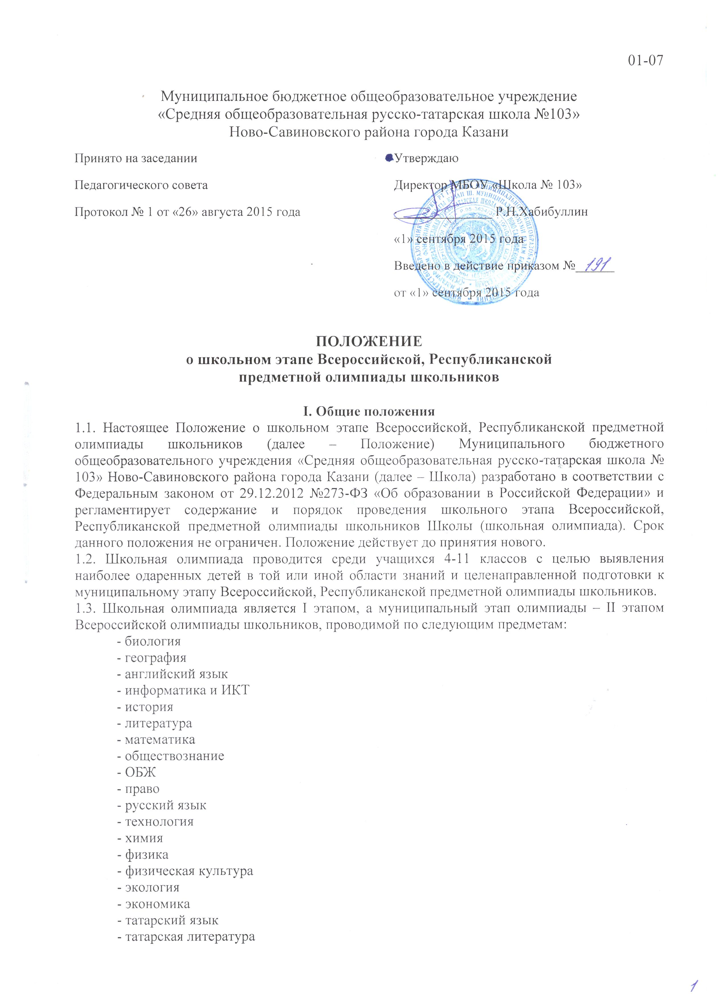 01-07
Муниципальное бюджетное общеобразовательное учреждение
«Средняя общеобразовательная русско-татарская школа №103»
Ново-Савиновского района города Казани
Принято на заседании
Педагогического совета
Протокол № 1 от «26» августа 2015 года
Утверждаю
Директор МБОУ «Школа № 103»
________________ Р.Н.Хабибуллин
«1» сентября 2015 года
Введено в действие приказом № 191
от «1» сентября 2015 года
ПОЛОЖЕНИЕ
о школьном этапе Всероссийской, Республиканской
предметной олимпиады школьников
I. Общие положения
1.1. Настоящее Положение о школьном этапе Всероссийской, Республиканской предметной
олимпиады школьников (далее – Положение) Муниципального бюджетного
общеобразовательного учреждения «Средняя общеобразовательная русско-татарская школа №
103» Ново-Савиновского района города Казани (далее – Школа) разработано в соответствии с
Федеральным законом от 29.12.2012 №273-ФЗ «Об образовании в Российской Федерации» и
регламентирует содержание и порядок проведения школьного этапа Всероссийской,
Республиканской предметной олимпиады школьников Школы (школьная олимпиада). Срок
данного положения не ограничен. Положение действует до принятия нового.
1.2. Школьная олимпиада проводится среди учащихся 4-11 классов с целью выявления
наиболее одаренных детей в той или иной области знаний и целенаправленной подготовки к
муниципальному этапу Всероссийской, Республиканской предметной олимпиады школьников.
1.3. Школьная олимпиада является I этапом, а муниципальный этап олимпиады – II этапом
Всероссийской олимпиады школьников, проводимой по следующим предметам:
- биология
- география
- английский язык
- информатика и ИКТ
- история
- литература
- математика
- обществознание
- ОБЖ
- право
- русский язык
- технология
- химия
- физика
- физическая культура
- экология
- экономика
- татарский язык
- татарская литература
1